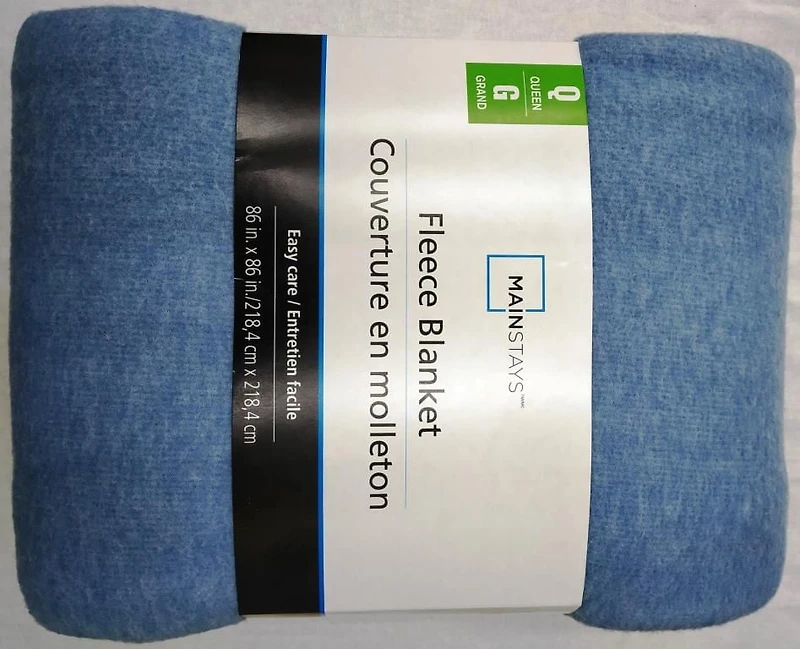 Q G
QUEEN GRAND
MAINSTAYS
Fleece Blanket
Couverture en molleton
Easy care / Entretien facile
86 in. x 86 in./218,4 cm x 218,4 cm